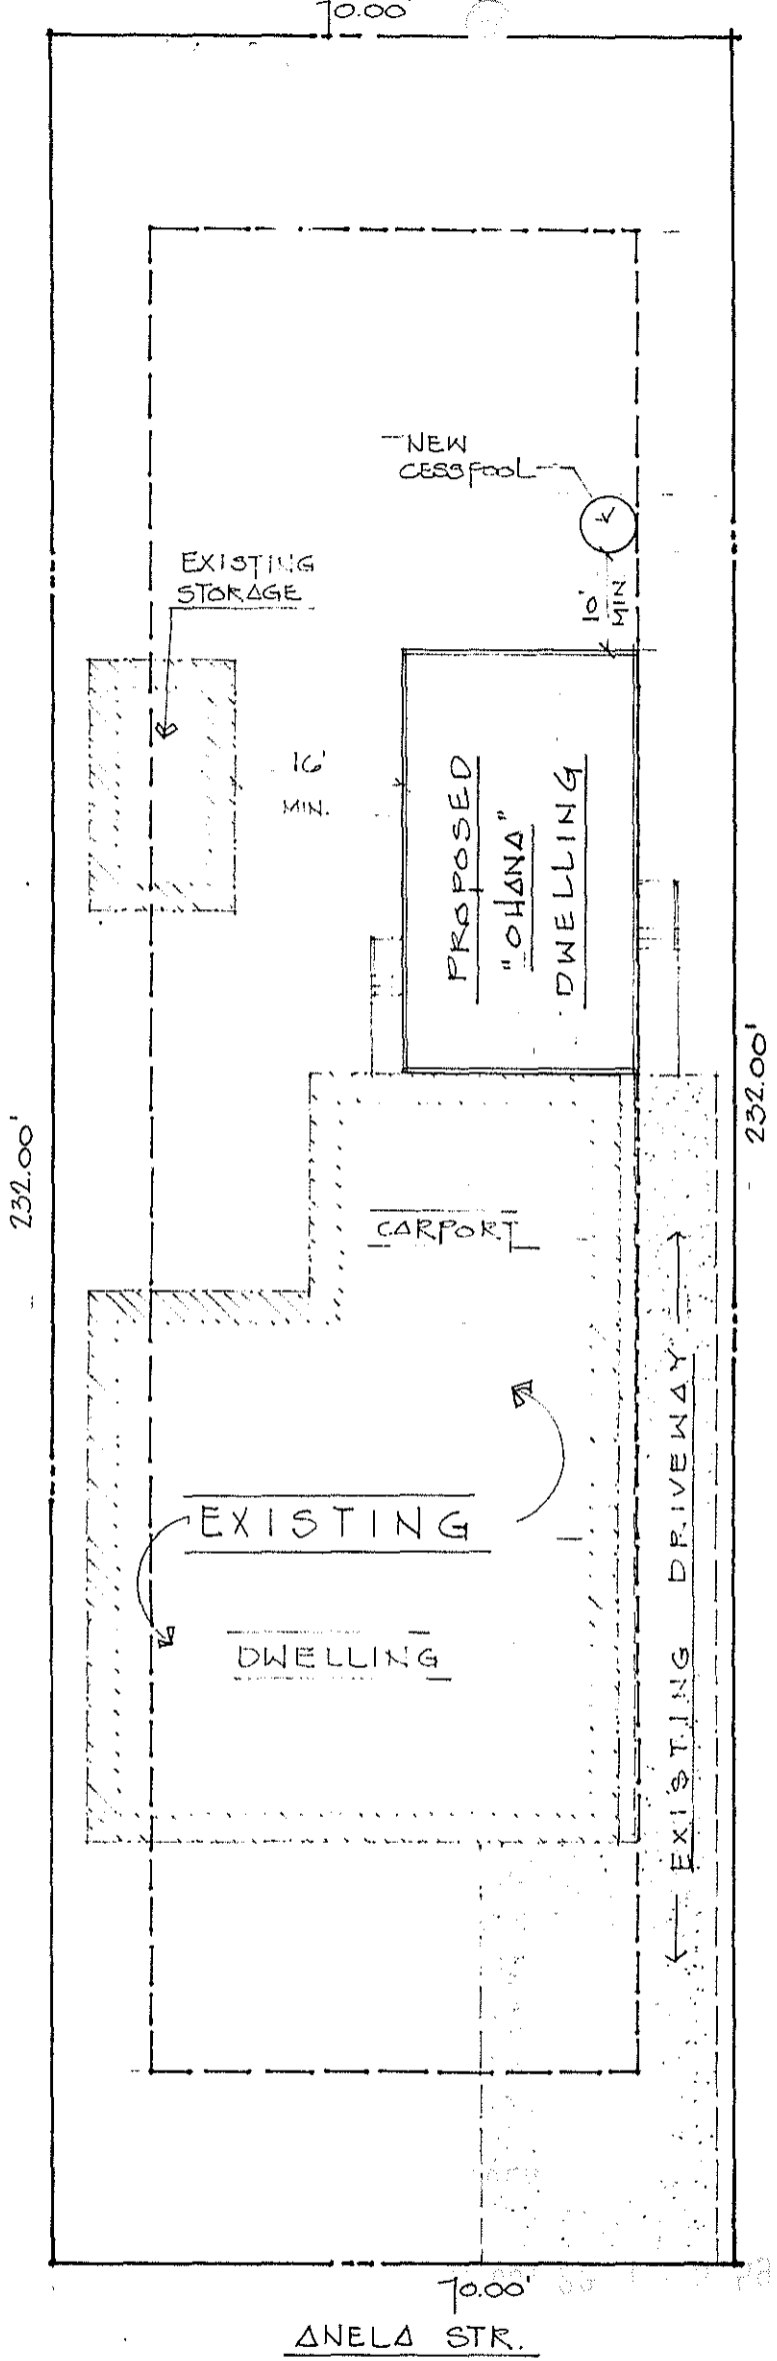 70.00'
NEW
CESSPOOL
EXISTING
STORAGE
10'
MIN
16'
MIN.
PROPOSED
"OHANA"
DWELLING
232.00'
232.00'
CARPORT
EXISTING
DWELLING
EXISTING DRIVEWAY
70.00'
ANELA STR.